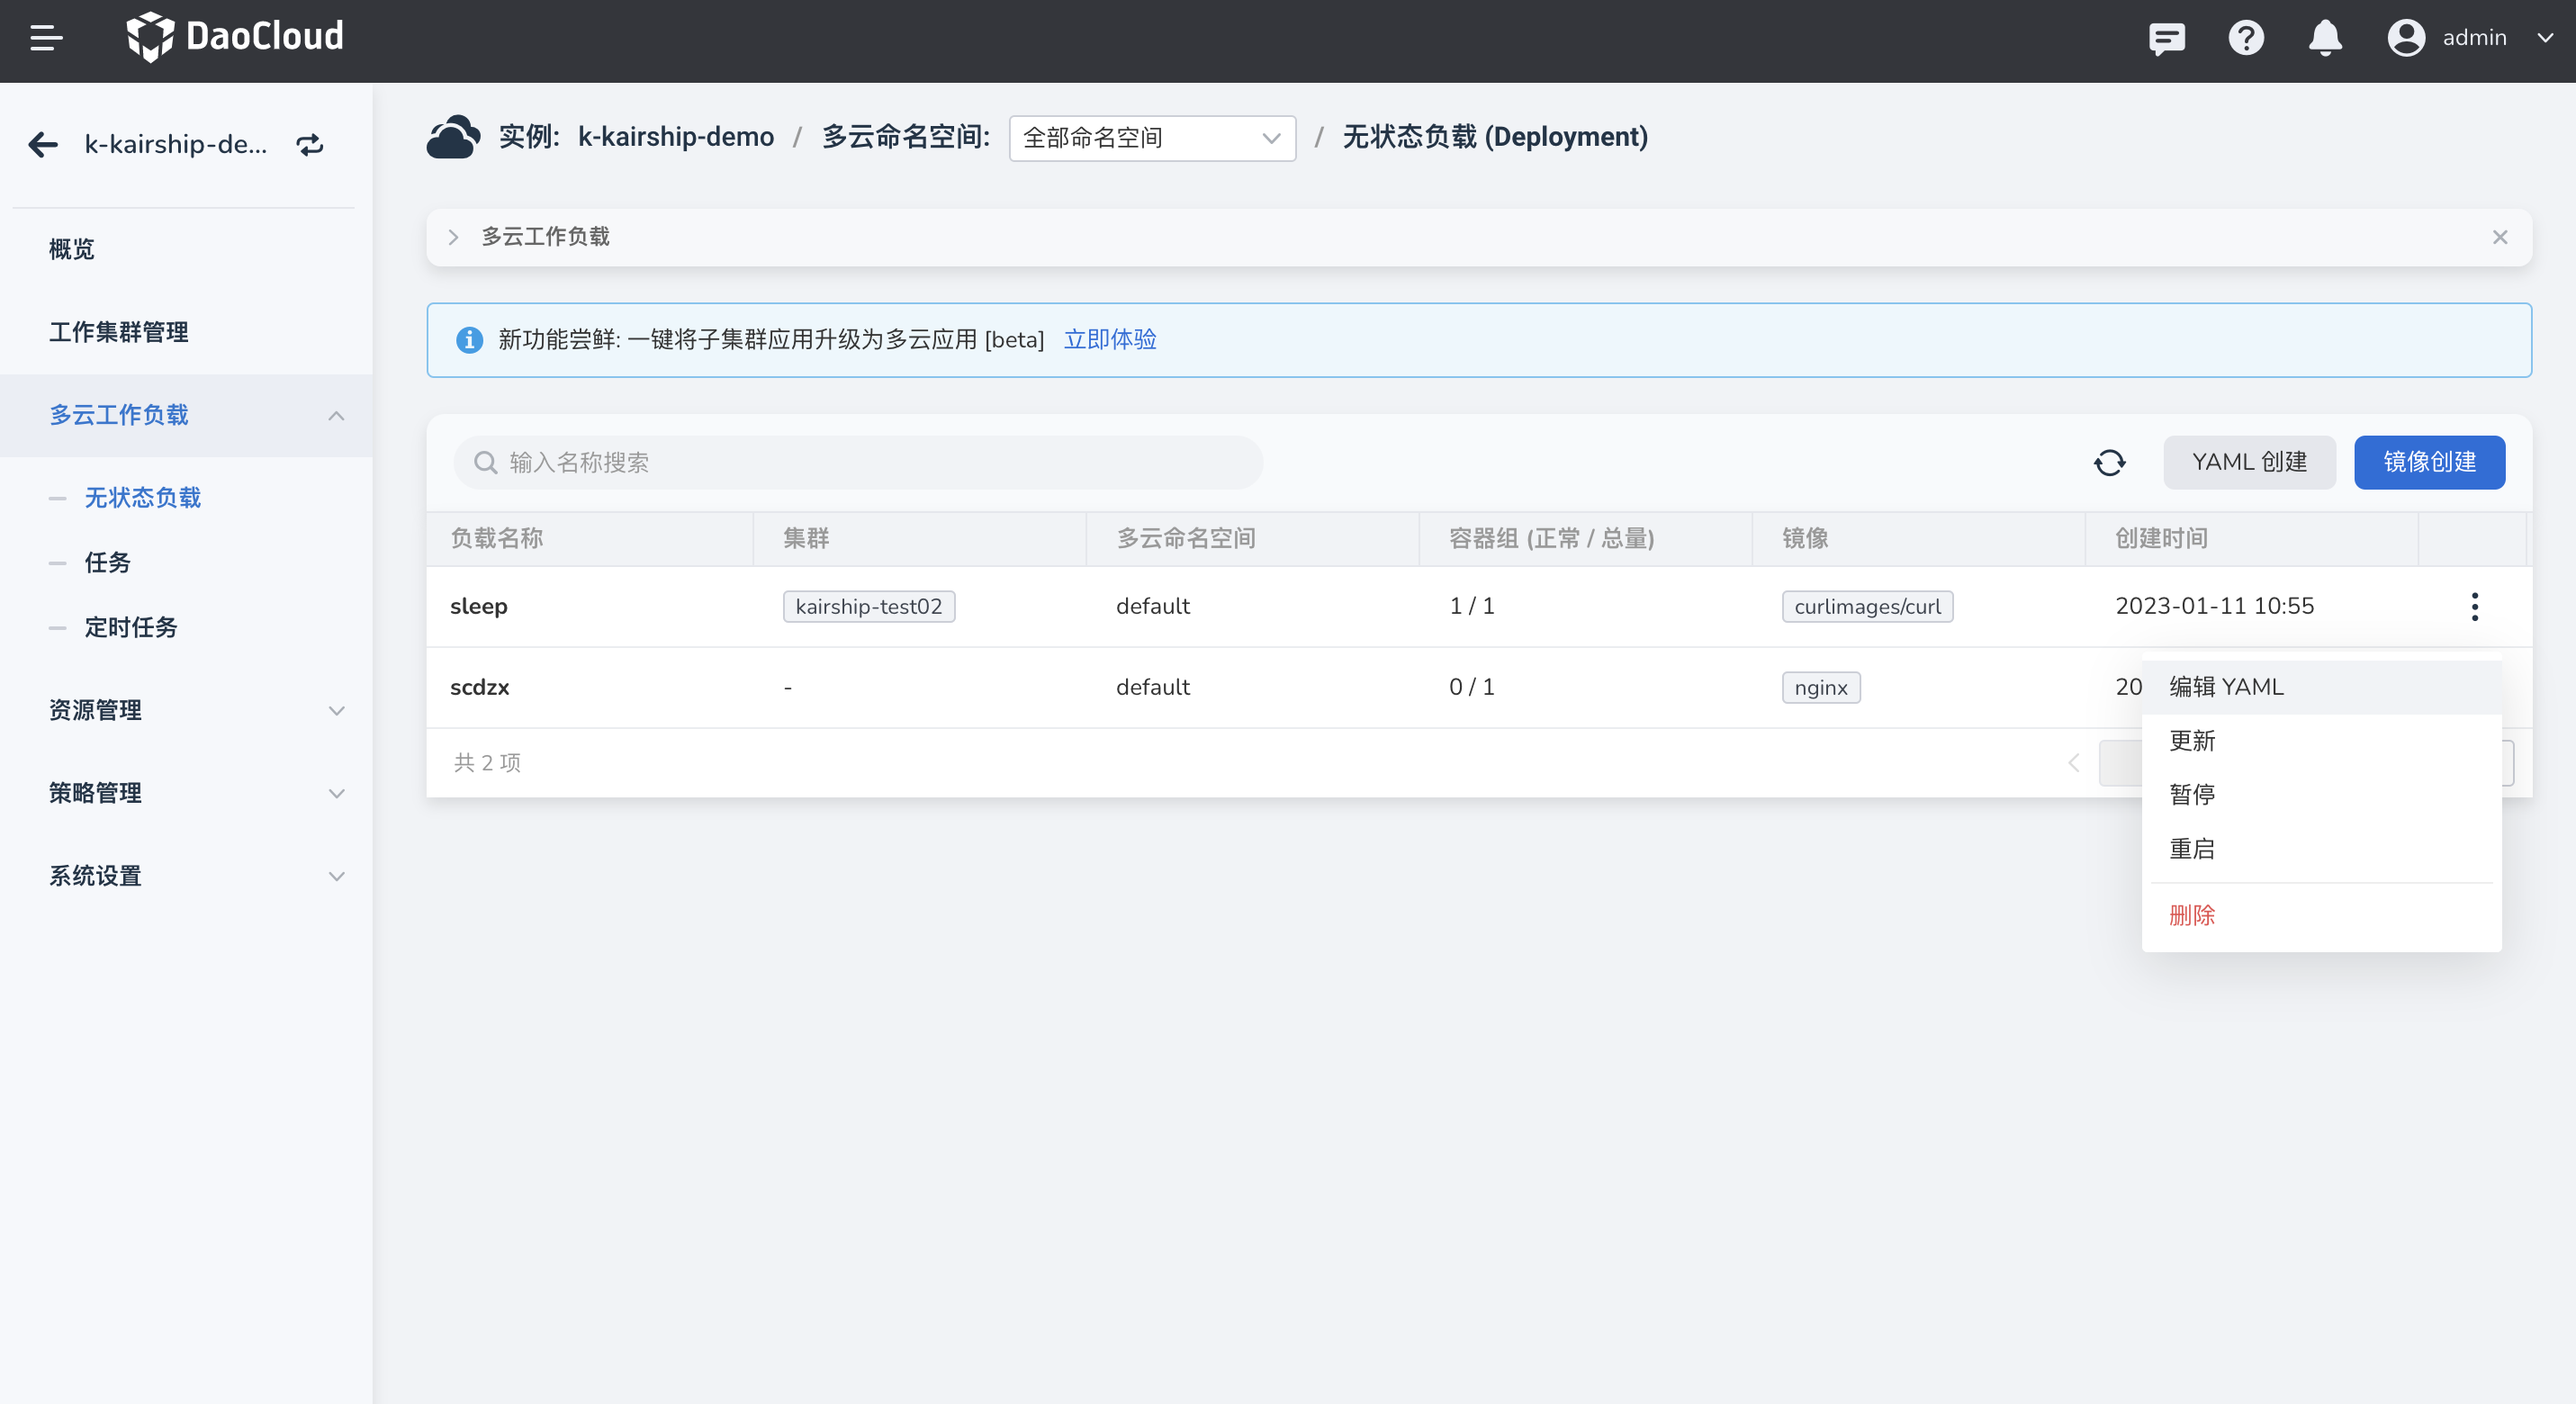 DaoCloud
admin
k-kairship-de...
概览
工作集群管理
多云工作负载
无状态负载
任务
定时任务
资源管理
策略管理
系统设置
实例: k-kairship-demo / 多云命名空间: 全部命名空间 / 无状态负载 (Deployment)
多云工作负载
新功能尝鲜: 一键将子集群应用升级为多云应用 [beta] 立即体验
输入名称搜索 YAML 创建 镜像创建
负载名称 集群 多云命名空间 容器组 (正常 / 总量) 镜像 创建时间
sleep kairship-test02 default 1 / 1 curlimages/curl 2023-01-11 10:55
scdzx - default 0 / 1 nginx 20
共 2 项
编辑 YAML
更新
暂停
重启
删除